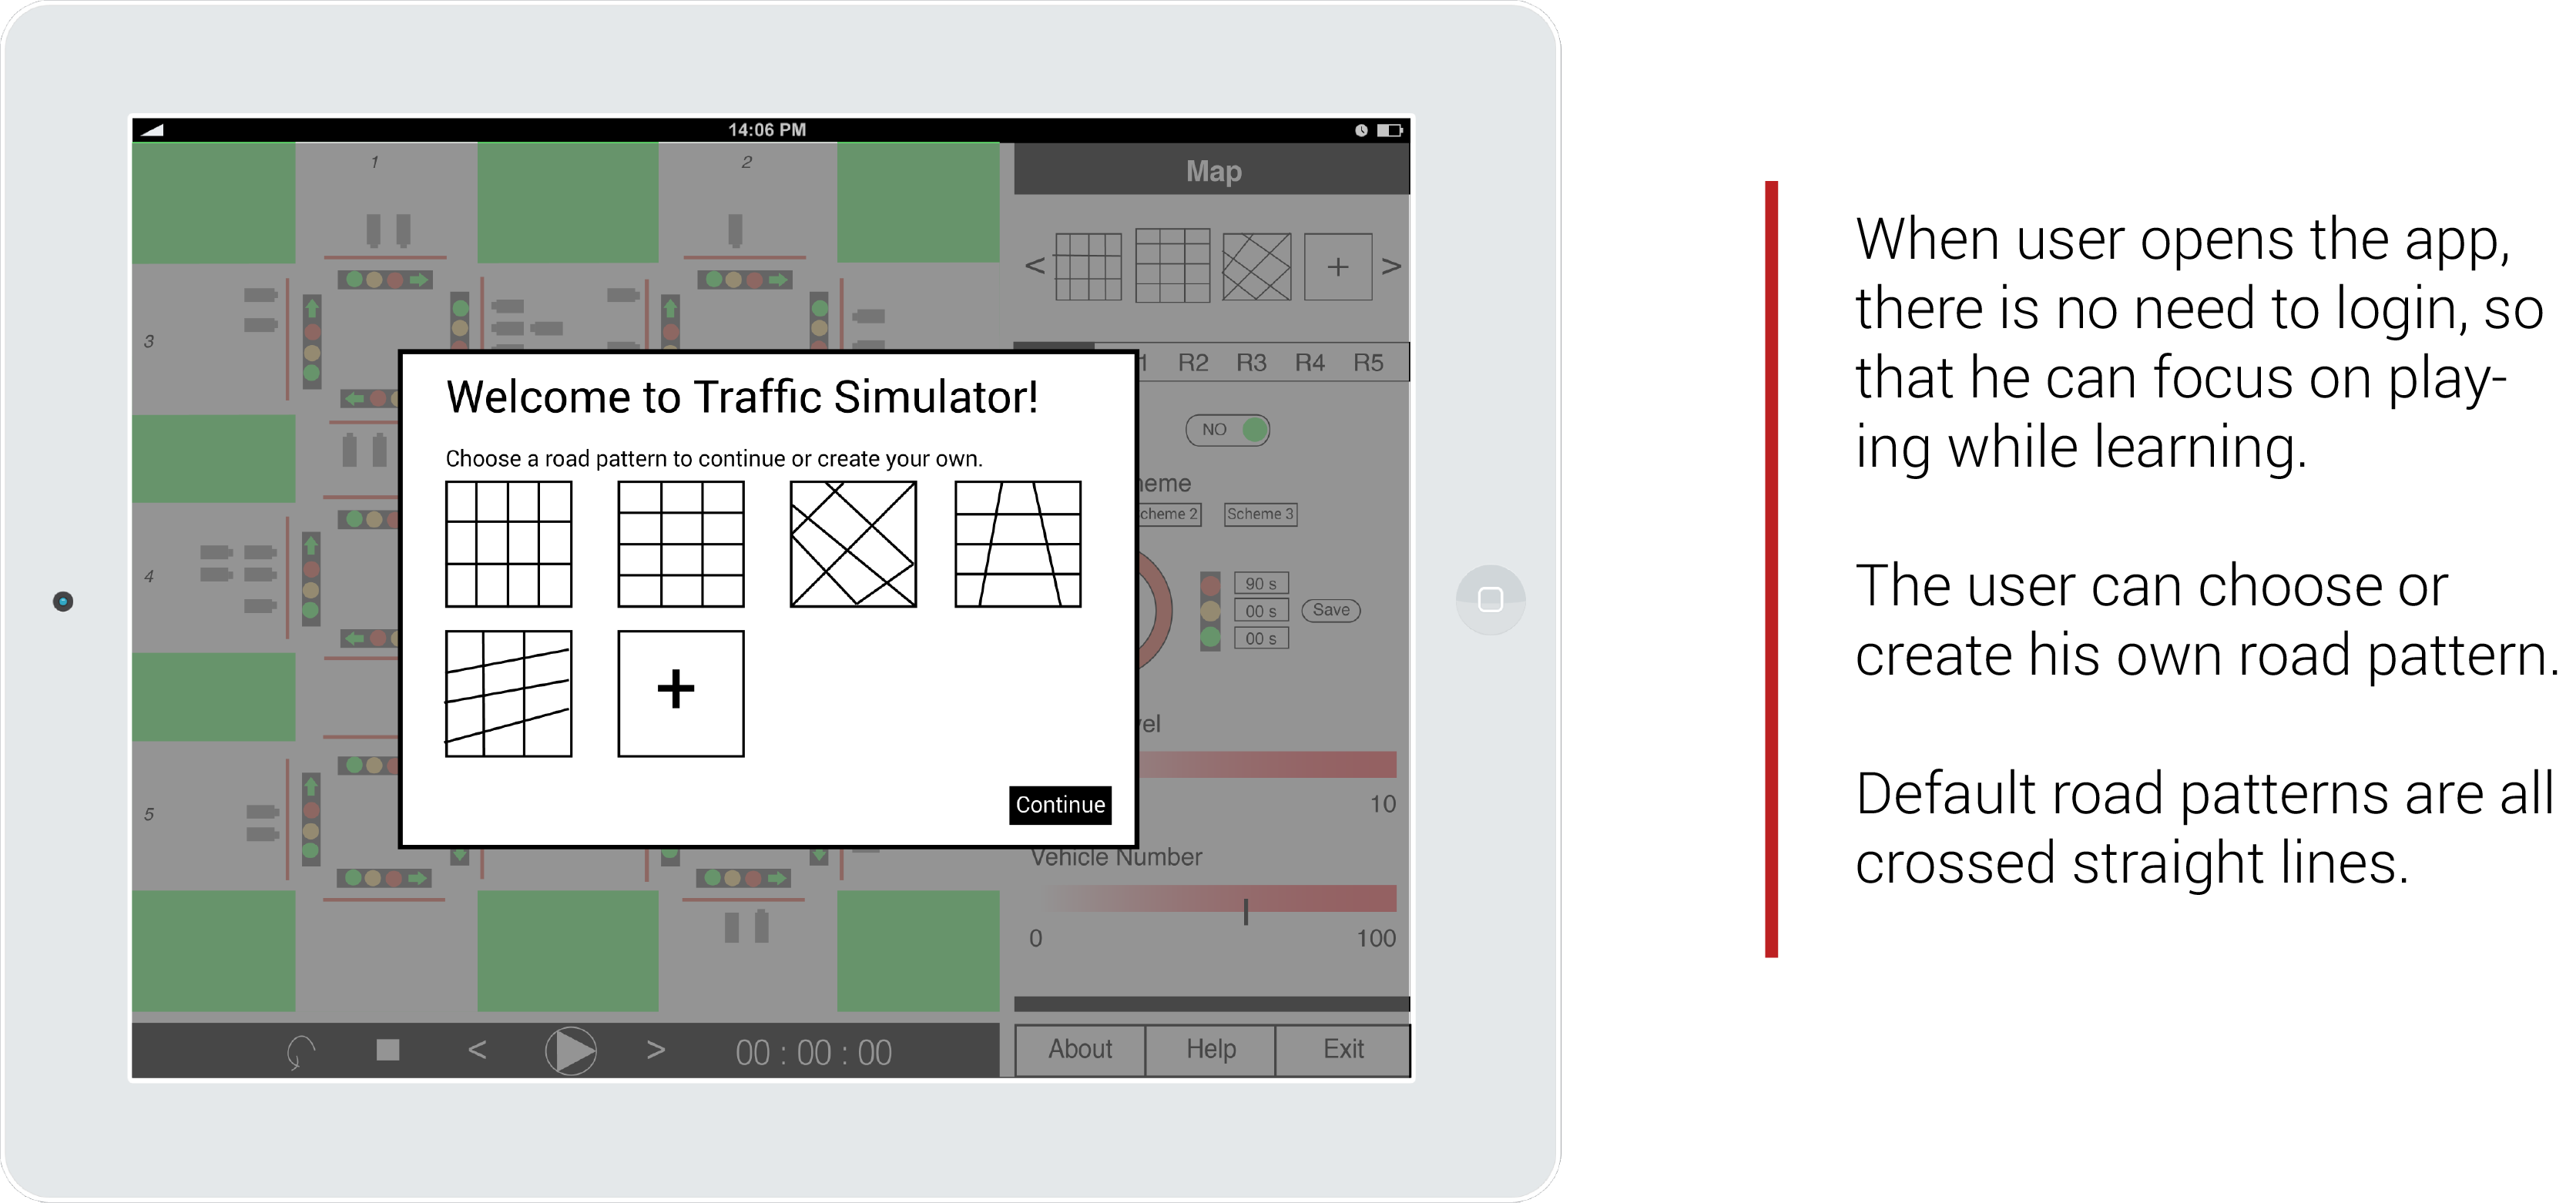 14:06 PM
1
2
Map
< + >
3
1 R2 R3 R4 R5
Welcome to Traffic Simulator!
NO
Choose a road pattern to continue or create your own.
heme
cheme 2 Scheme 3
4
90 s
00 s Save
00 s
+
vel
10
Continue
5
Vehicle Number
0 100
< > 00 : 00 : 00
About Help Exit
When user opens the app,
there is no need to login, so
that he can focus on play-
ing while learning.
The user can choose or
create his own road pattern.
Default road patterns are all
crossed straight lines.